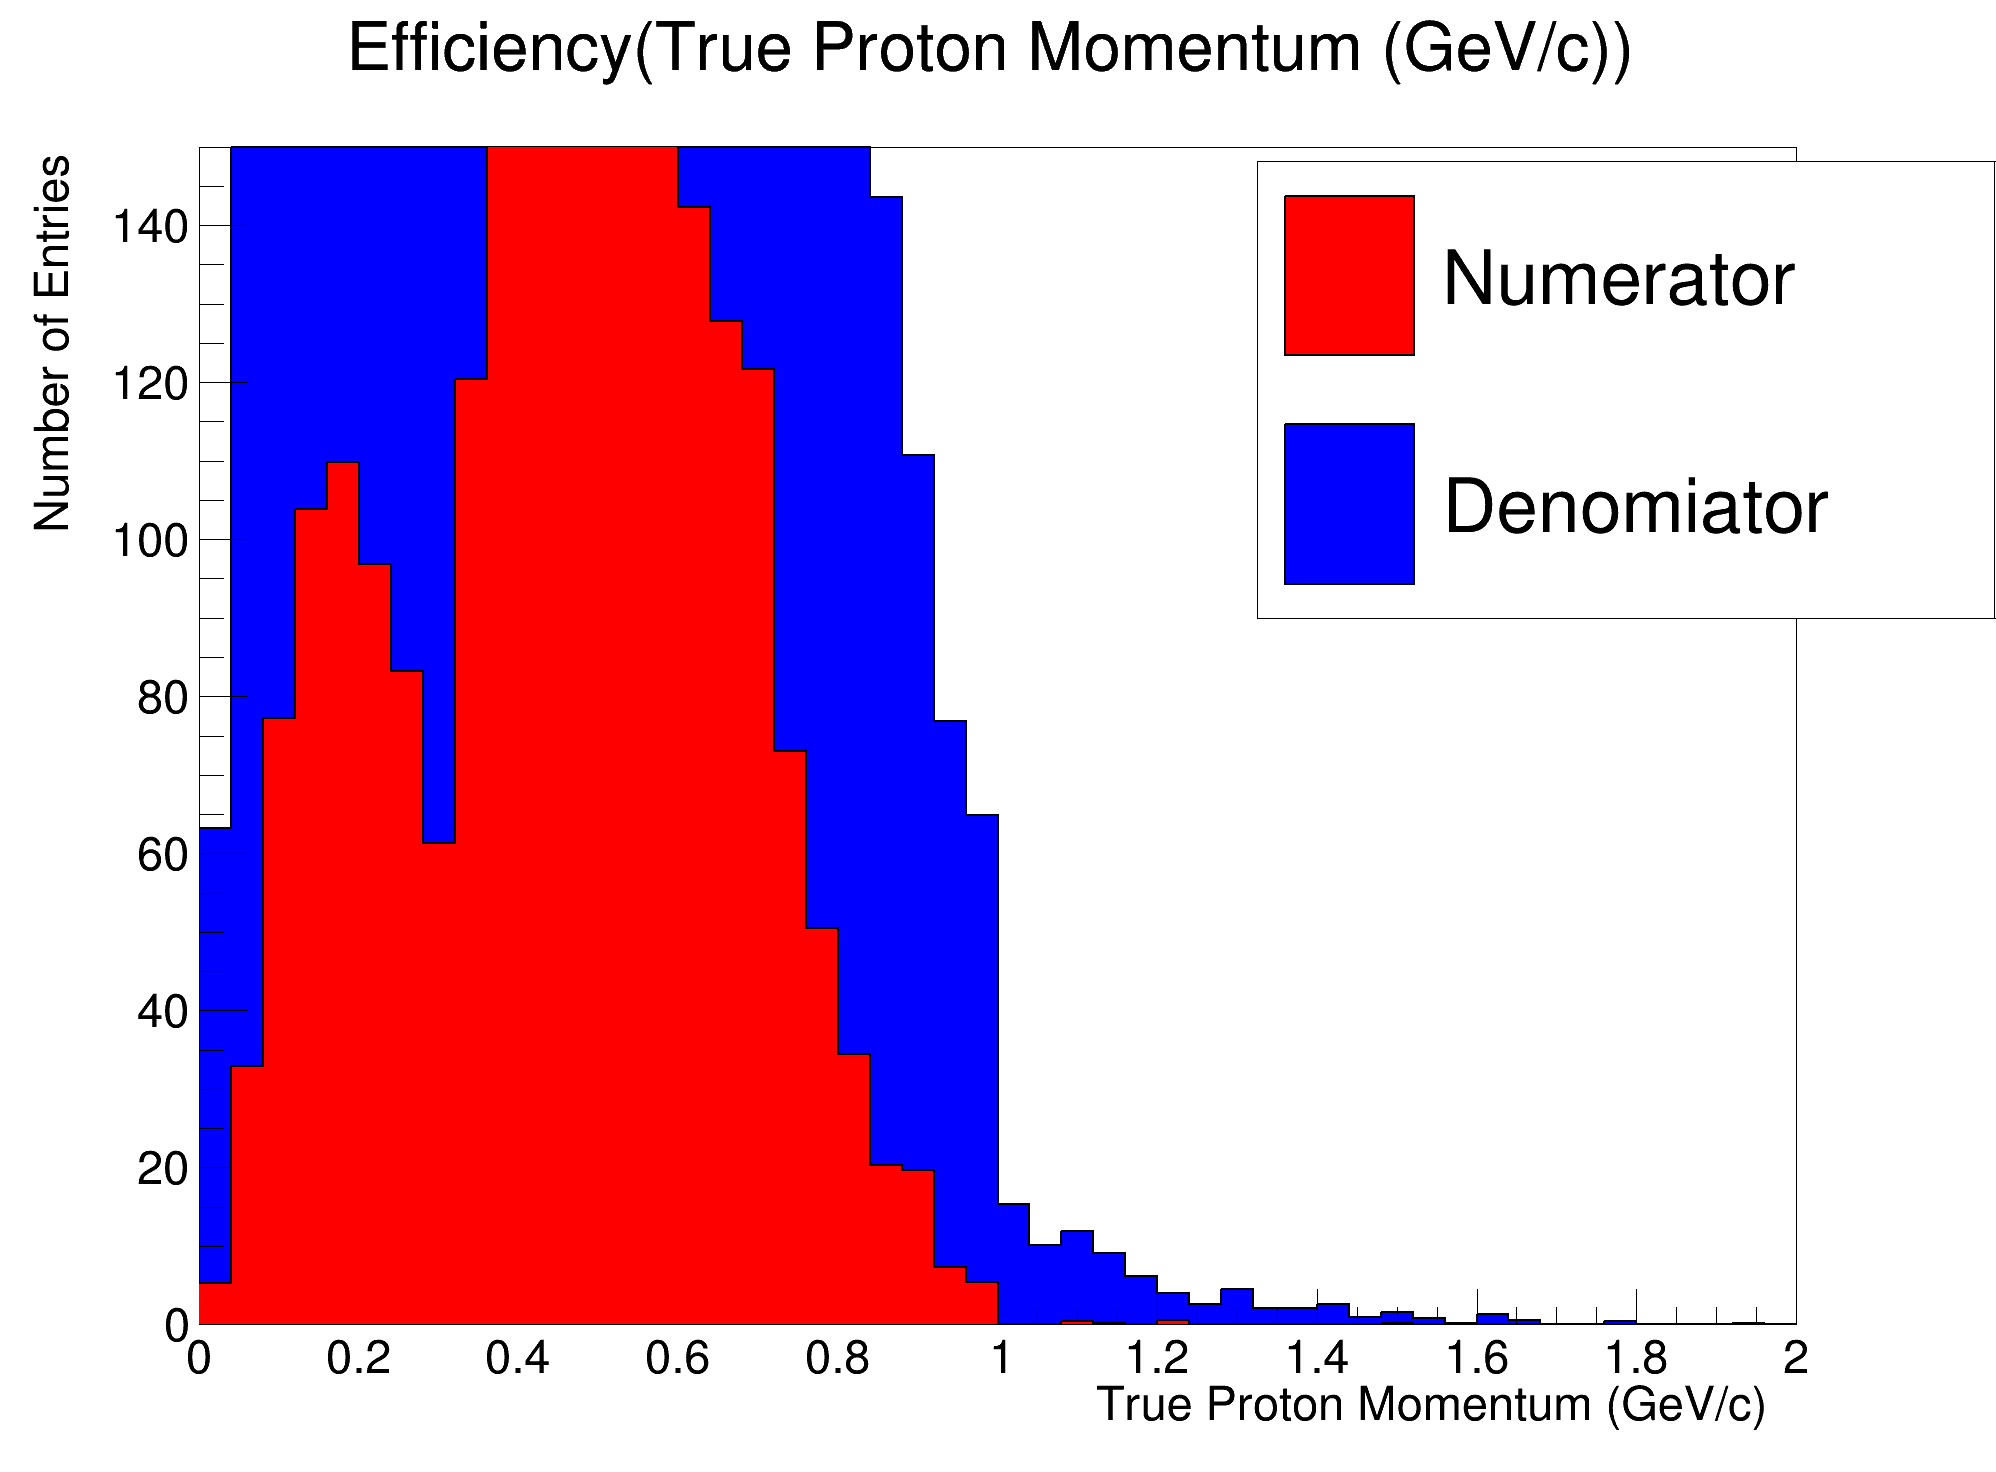 Efficiency(True Proton Momentum (GeV/c))
Number of Entries
140
120
100
80
60
40
20
0
0 0.2 0.4 0.6 0.8 1 1.2 1.4 1.6 1.8 2
True Proton Momentum (GeV/c)
Numerator
Denomiator